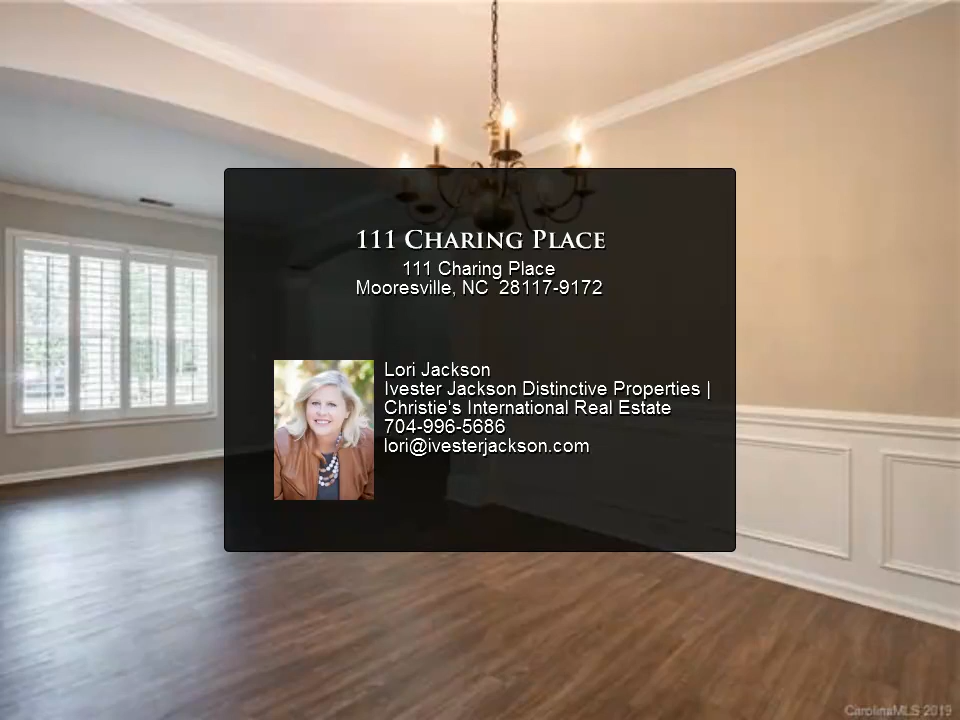 111 Charing Place
111 Charing Place
Mooresville, NC  28117-9172
Lori Jackson
Ivester Jackson Distinctive Properties |
Christie's International Real Estate
704-996-5686
lori@ivesterjackson.com
CarolinaMLS 2019